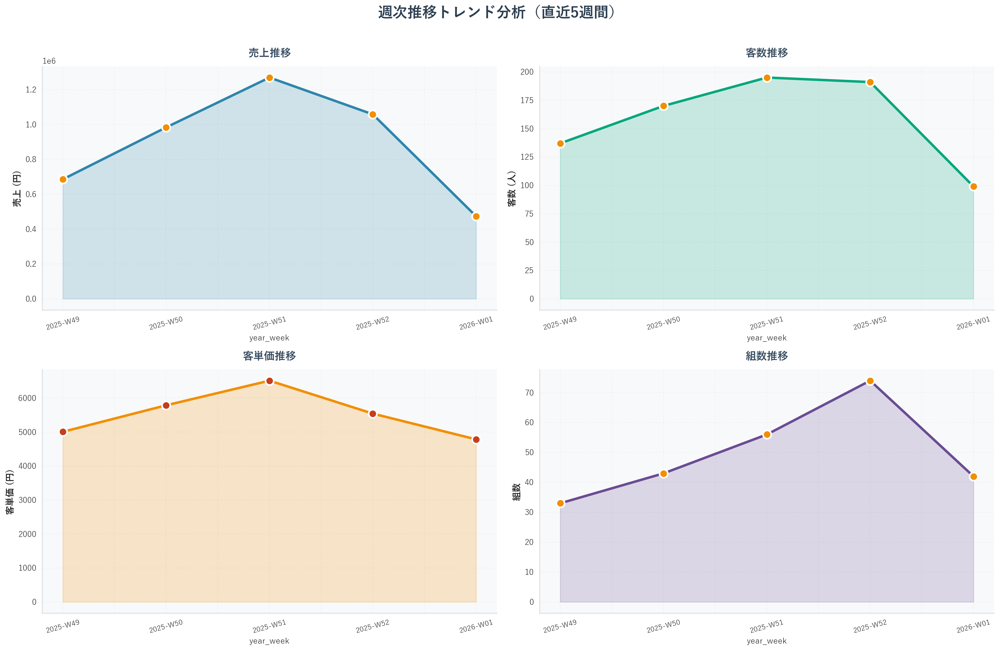 週次推移トレンド分析（直近5週間）
売上推移
1e6
売上 (円)
1.2
1.0
0.8
0.6
0.4
0.2
0.0
2025-W49
2025-W50
2025-W51
2025-W52
2026-W01
year_week
客数推移
客数 (人)
200
175
150
125
100
75
50
25
0
2025-W49
2025-W50
2025-W51
2025-W52
2026-W01
year_week
客単価推移
客単価 (円)
6000
5000
4000
3000
2000
1000
0
2025-W49
2025-W50
2025-W51
2025-W52
2026-W01
year_week
組数推移
組数
70
60
50
40
30
20
10
0
2025-W49
2025-W50
2025-W51
2025-W52
2026-W01
year_week